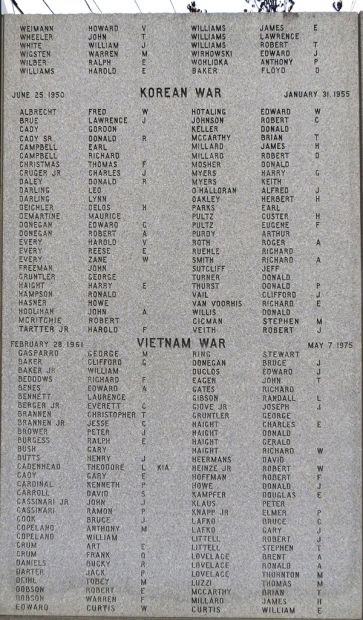 WEIMANN HOWARD V WILLIAMS JAMES E
WHEELER JOHN T WILLIAMS LAWRENCE
WHITE WILLIAM J WILLIAMS ROBERT T
WIGSTEN WARREN M WIRHOWSKI EDWARD J
WILBER RALPH E WOHLIDKA ANTHONY P
WILLIAMS HAROLD E BAKER FLOYD D
JUNE 25, 1950 KOREAN WAR JANUARY 31, 1955
ALBRECHT FRED W HOTALING EDWARD W
BRUE LAWRENCE J JOHNSON ROBERT C
CADY GORDON KELLER DONALD
CADY SR DONALD R MCCARTHY BRIAN T
CAMPBELL EARL MILLARD JAMES H
CAMPBELL RICHARD MILLARD ROBERT D
CHRISTMAS THOMAS F MOSHER DONALD
CRUGER JR CHARLES J MYERS HARRY G
DALEY DONALD R MYERS KEITH
DARLING LEO O'HALLORAN ALFRED J
DARLING LYNN OAKLEY HERBERT H
DEICHLER DELOS H PARKS EARL
DEMARTINE MAURICE PULTZ CUSTER H
DONEGAN EDWARD C PULTZ EUGENE F
DONEGAN ROBERT A PURDY ARTHUR
EVERY HAROLD V ROTH ROGER A
EVERY REESE E RUEHLE RICHARD
EVERY ZANE W SMITH RICHARD A
FREEMAN JOHN SUTCLIFF JEFF
GRUNTLER GEORGE TURNER DONALD
HAIGHT HARRY E THURST DONALD P
HAMPSON RONALD VAIL CLIFFORD J
HASNER HOWE VAN VOORHIS RICHARD E
HOOLIHAN JOHN A WILLIS DONALD
MCRITCHIE ROBERT CICMAN STEPHEN M
TARTTER JR HAROLD F VEITH ROBERT J
FEBRUARY 28, 1961 VIETNAM WAR MAY 7, 1975
GASPARRO GEORGE M RING STEWART
BAKER CLIFFORD G DONEGAN BRUCE J
BAKER JR WILLIAM DUCLOS EDWARD J
BEDDOWS RICHARD F EAGEN JOHN T
BENES EDWARD A GATES RICHARD
BENNETT LAURENCE GIBSON RANDALL L
BERGER JR EVERETT C GIOVE JR JOSEPH J
BRANNEN CHRISTOPHER T GRUNTLER GEORGE
BRANNEN JR JESSE C HAIGHT CHARLES E
BROWER PETER J HAIGHT DONALD
BURGESS RALPH E HAIGHT GERALD
BUSH GARY HAIGHT RICHARD W
BUTTS HENRY J HEERMANS DAVID
CADENHEAD THEODORE L KIA HEINZE JR ROBERT W
CADY GARY E HOFFMAN ROBERT F
CARDINAL KENNETH P HOWE DONALD J
CARROLL DAVID S KAMPFER DOUGLAS E
CASSINARI JR JOHN J KLAUS PETER
CASSINARI RAMON P KNAPP JR ELMER P
COOK BRUCE J LAFKO BRUCE C
COPELAND ANTHONY M LAFKO GARY J
COPELAND WILLIAM LITTELL ROBERT J
CRUM ART E LITTELL STEPHEN T
CRUM FRANK D LOVELACE BRENT A
DANIELS BUCKY R LOVELACE RONALD A
DARTER JACK P LOVELACE THORNTON M
DEIHL TOBEY M LUZZI THOMAS M
DOBSON ROBERT E MCCARTHY BRIAN T
DOBSON WARREN F MILLARD JAMES H
EDWARD CURTIS W CURTIS WILLIAM E